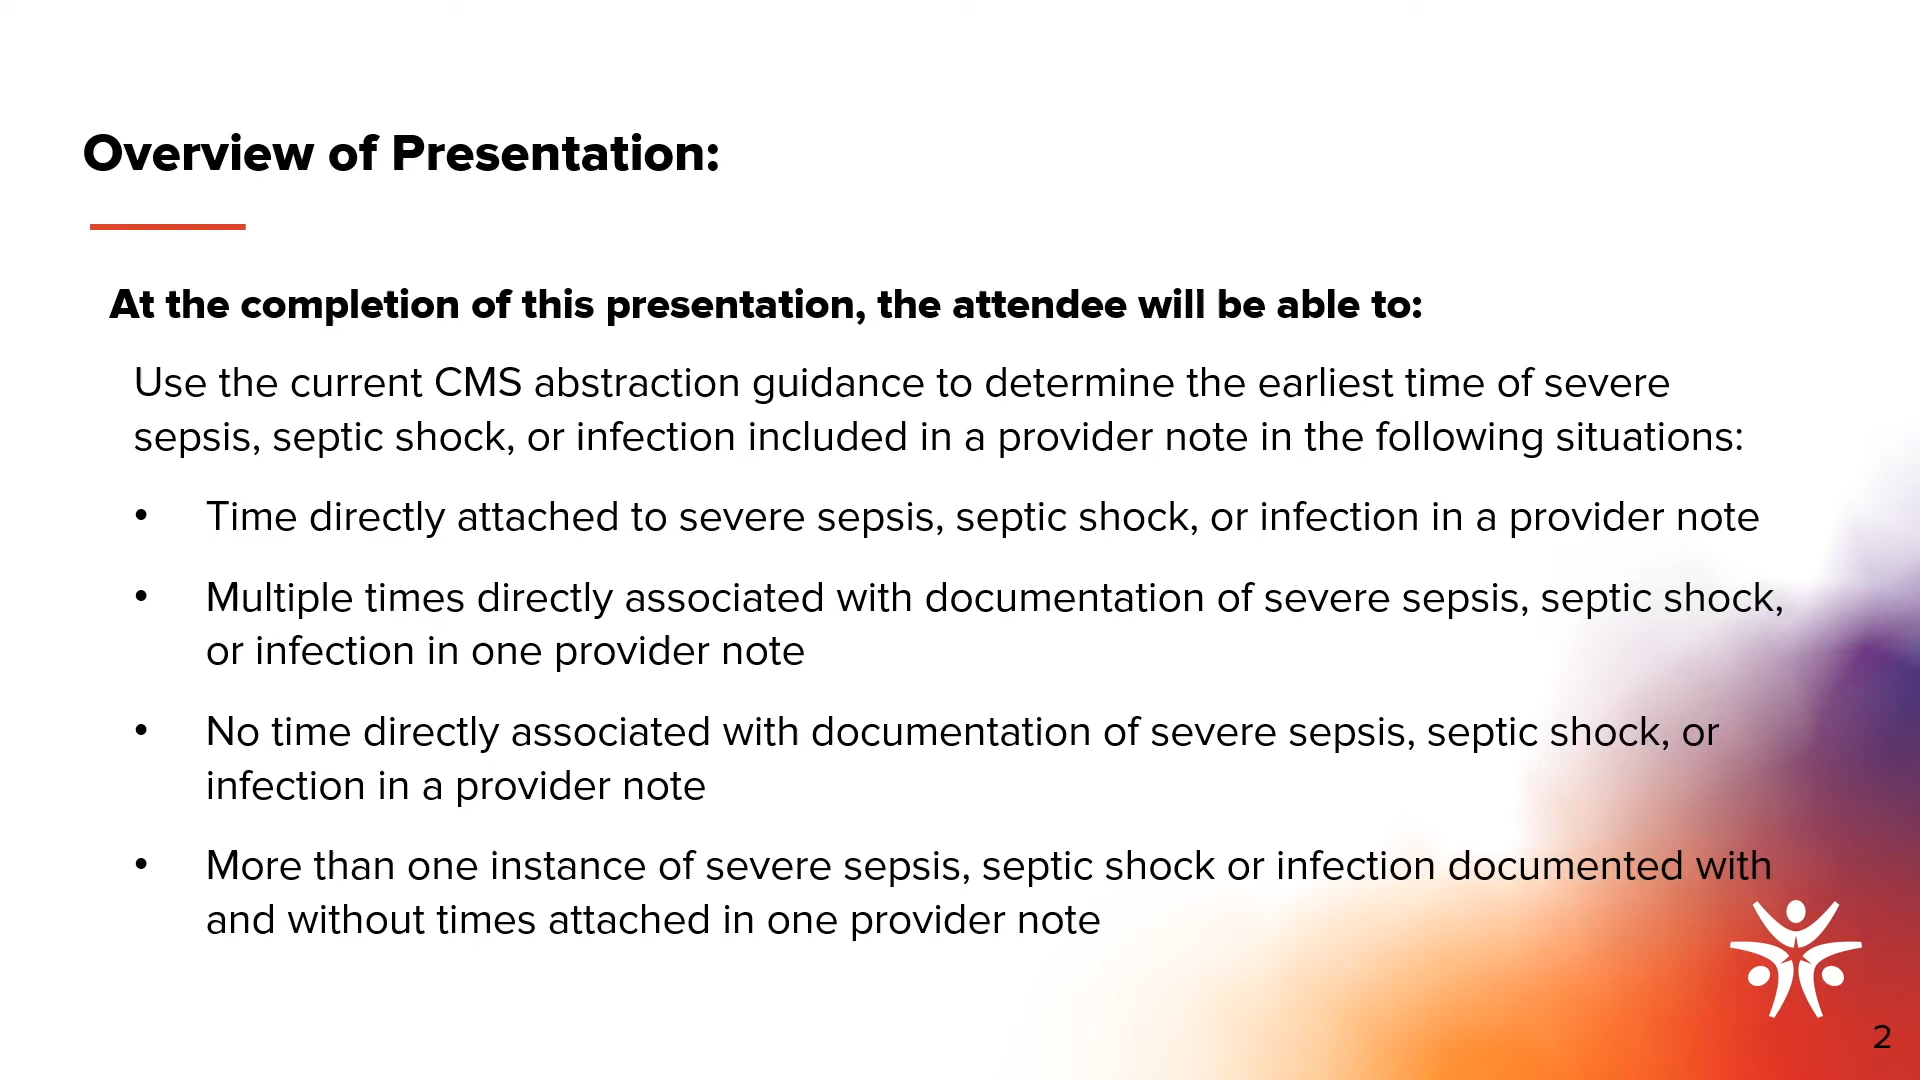 Overview of Presentation:
At the completion of this presentation, the attendee will be able to:
Use the current CMS abstraction guidance to determine the earliest time of severe
sepsis, septic shock, or infection included in a provider note in the following situations:
• Time directly attached to severe sepsis, septic shock, or infection in a provider note
• Multiple times directly associated with documentation of severe sepsis, septic shock,
or infection in one provider note
• No time directly associated with documentation of severe sepsis, septic shock, or
infection in a provider note
• More than one instance of severe sepsis, septic shock or infection documented with
and without times attached in one provider note
2